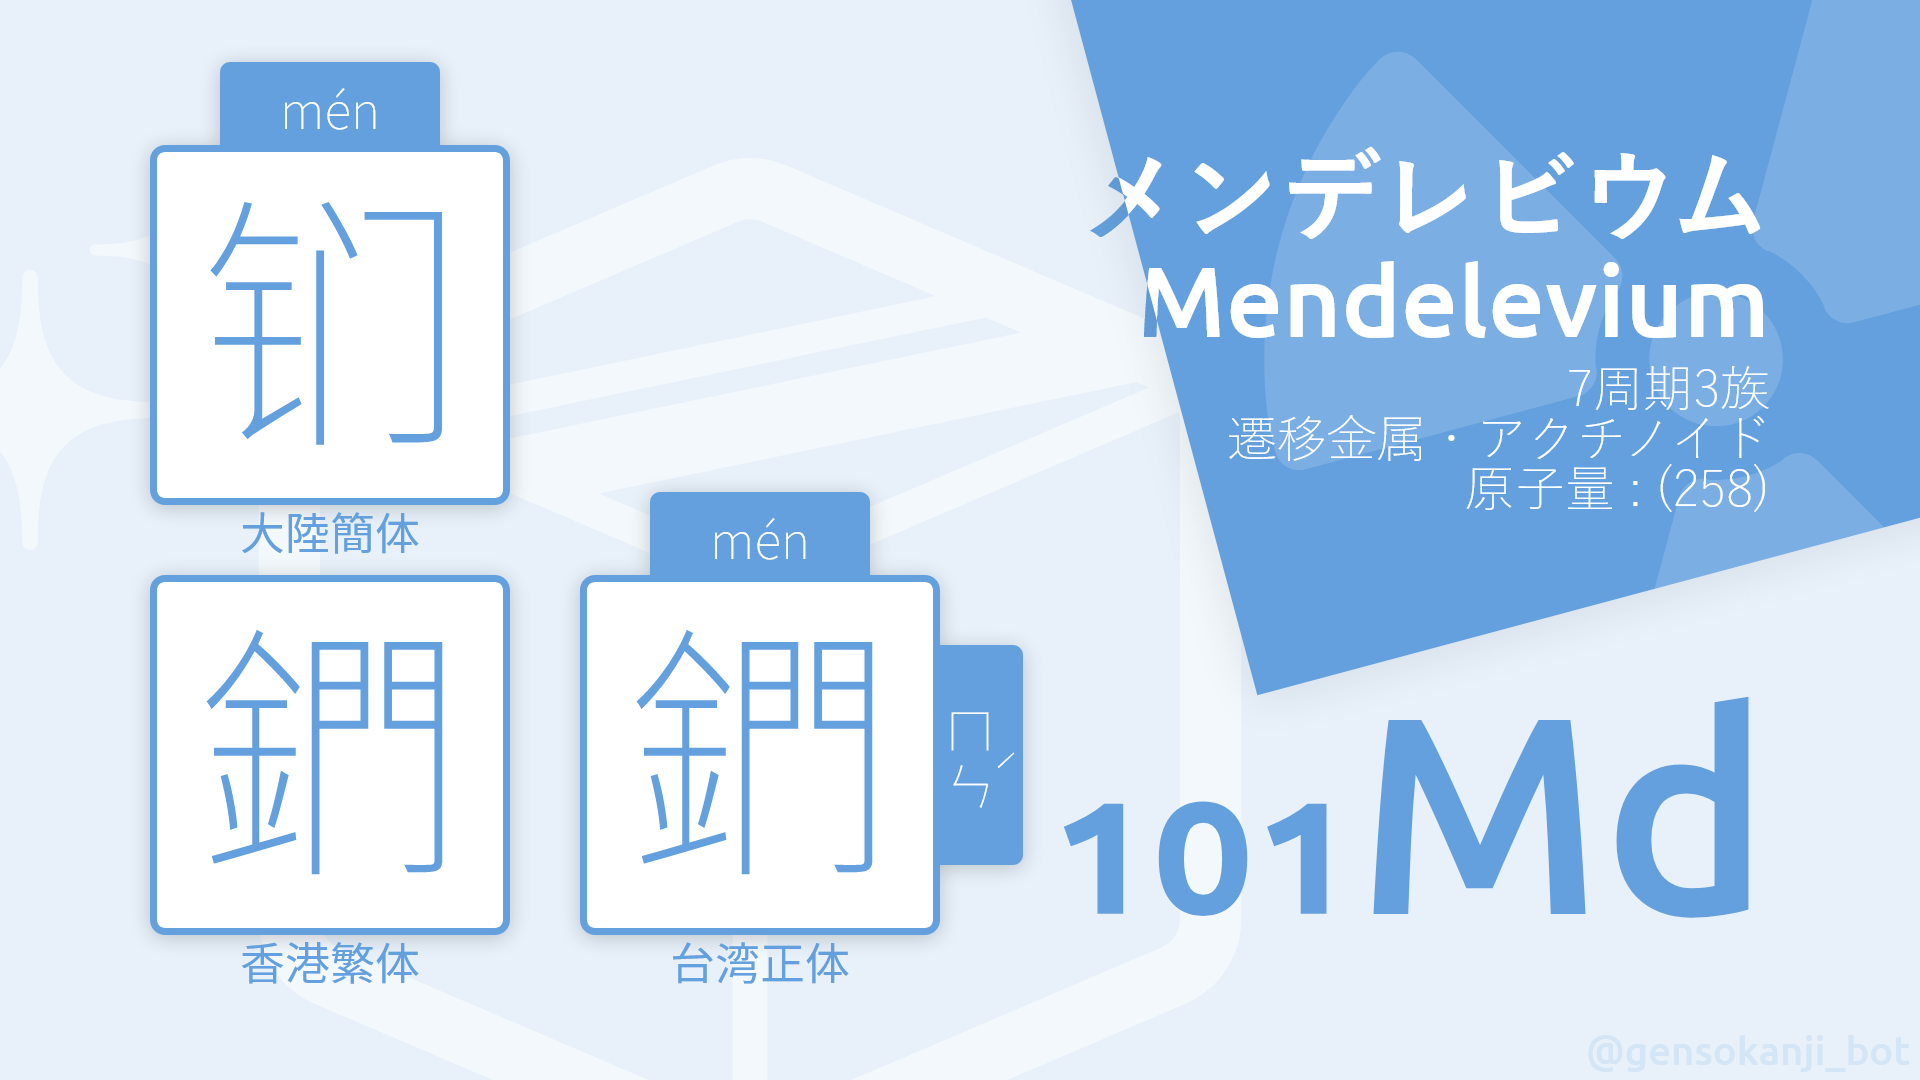 mén
钔
大陸簡体
鍆
香港繁体
mén
鍆
ㄇㄣˊ
台湾正体
メンデレビウム
Mendelevium
7周期3族
遷移金属・アクチノイド
原子量：(258)
101Md
@gensokanji_bot